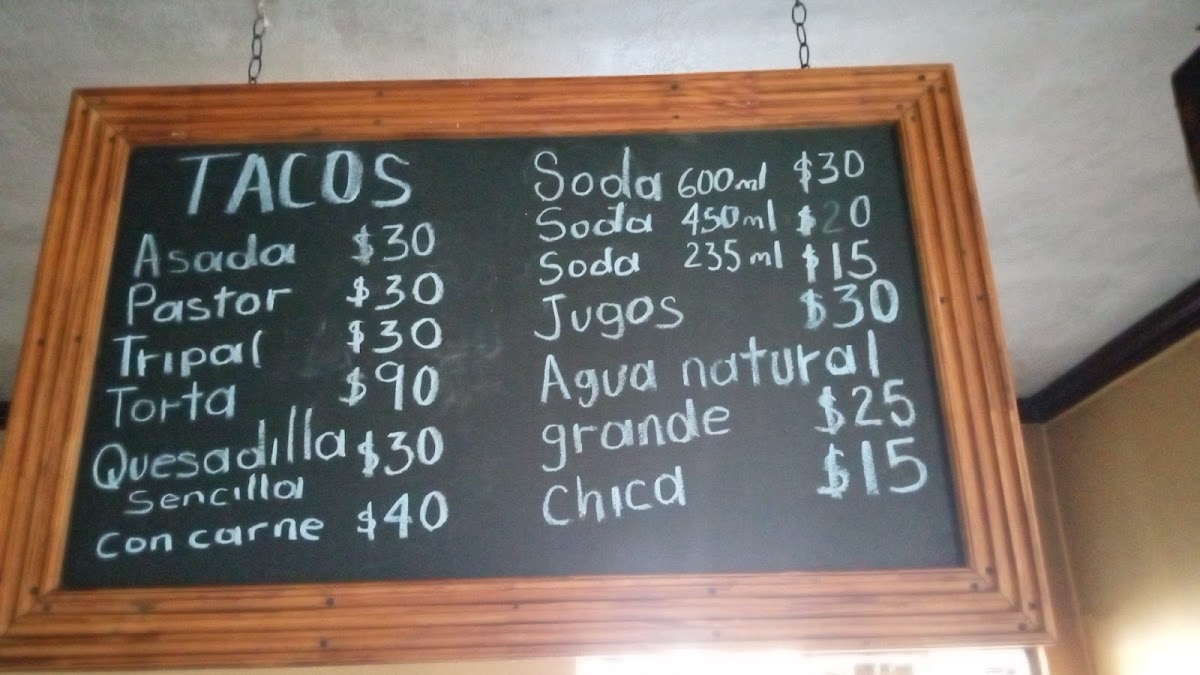 TACOS
Asada $30
Pastor $30
Tripal $30
Torta $90
Quesadilla $30
Sencilla
con carne $40
Soda 600ml $30
Soda 450ml $20
Soda 235ml $15
Jugos $30
Agua natural
grande $25
chica $15